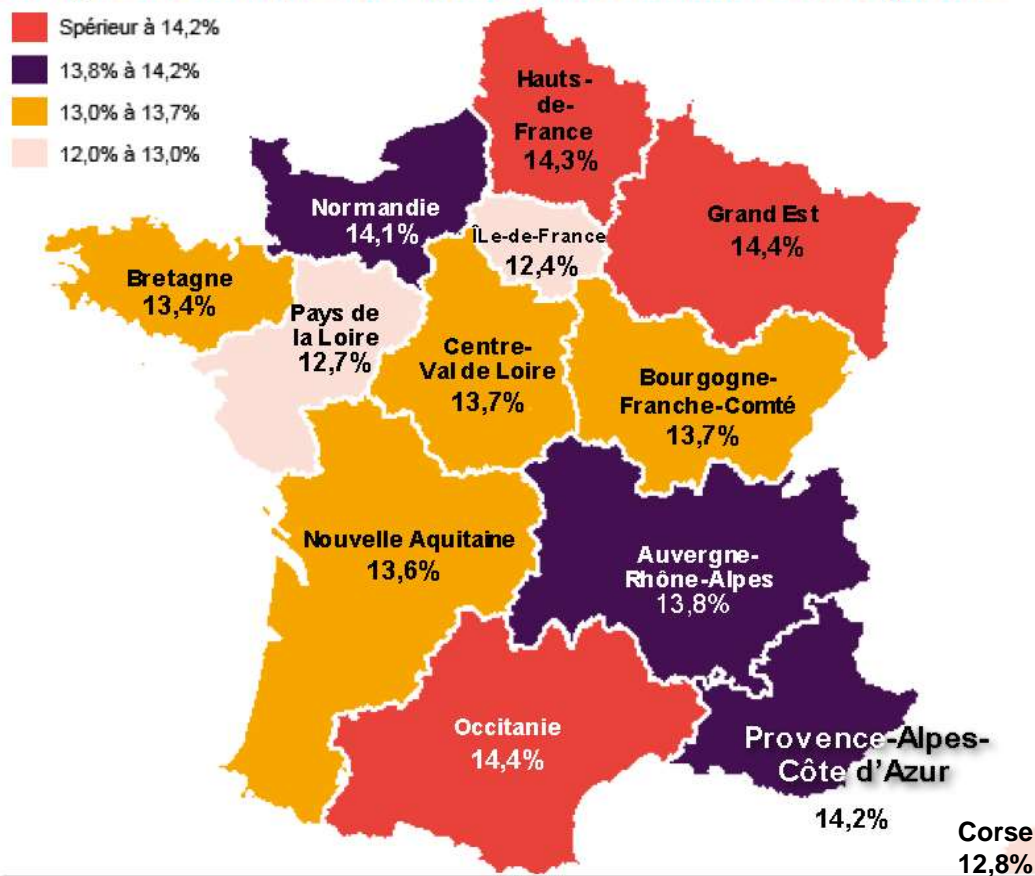 Spérieur à 14,2%
13,8% à 14,2%
13,0% à 13,7%
12,0% à 13,0%
Hauts-
de-
France
14,3%
Normandie
14,1%
ÎLe-de-France
12,4%
Grand Est
14,4%
Bretagne
13,4%
Pays de
la Loire
12,7%
Centre-
Val de Loire
13,7%
Bourgogne-
Franche-Comté
13,7%
Nouvelle Aquitaine
13,6%
Auvergne-
Rhône-Alpes
13,8%
Occitanie
14,4%
Provence-Alpes-
Côte d'Azur
14,2%
Corse
12,8%